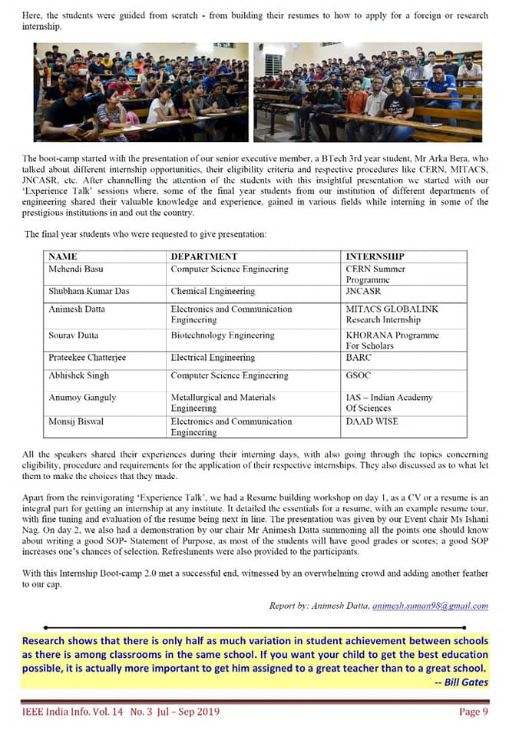 Here, the students were guided from scratch - from building their resumes to how to apply for a foreign or research
internship.
The boot-camp started with the presentation of our senior executive member, a BTech 3rd year student, Mr Arka Bera, who
talked about different internship opportunities, their eligibility criteria and respective procedures like CERN, MITACS,
JNCASR, etc. After channelling the attention of the students with this insightful presentation we started with our
'Experience Talk' sessions where, some of the final year students from our institution of different departments of
engineering shared their valuable knowledge and experience, gained in various fields while interning in some of the
prestigious institutions in and out the country.
The final year students who were requested to give presentation:
NAME DEPARTMENT INTERNSHIP
Mehendi Basu Computer Science Engineering CERN Summer
Programme
Shubham Kumar Das Chemical Engineering JNCASR
Animesh Datta Electronics and Communication MITACS GLOBALINK
Engineering Research Internship
Sourav Dutta Biotechnology Engineering KHORANA Programme
For Scholars
Prateekee Chatterjee Electrical Engineering BARC
Abhishek Singh Computer Science Engineering GSOC
Anumoy Ganguly Metallurgical and Materials IAS – Indian Academy
Engineering Of Sciences
Monsij Biswal Electronics and Communication DAAD WISE
Engineering
All the speakers shared their experiences during their interning days, with also going through the topics concerning
eligibility, procedure and requirements for the application of their respective internships. They also discussed as to what let
them to make the choices that they made.
Apart from the reinvigorating 'Experience Talk', we had a Resume building workshop on day 1, as a CV or a resume is an
integral part for getting an internship at any institute. It detailed the essentials for a resume, with an example resume tour,
with fine tuning and evaluation of the resume being next in line. The presentation was given by our Event chair Ms Ishani
Nag. On day 2, we also had a demonstration by our chair Mr Animesh Datta summoning all the points one should know
about writing a good SOP- Statement of Purpose, as most of the students will have good grades or scores; a good SOP
increases one's chances of selection. Refreshments were also provided to the participants.
With this Internship Boot-camp 2.0 met a successful end, witnessed by an overwhelming crowd and adding another feather
to our cap.
Report by: Animesh Datta, animesh.suman98@gmail.com
Research shows that there is only half as much variation in student achievement between schools
as there is among classrooms in the same school. If you want your child to get the best education
possible, it is actually more important to get him assigned to a great teacher than to a great school.
-- Bill Gates
IEEE India Info. Vol. 14 No. 3 Jul – Sep 2019 Page 9